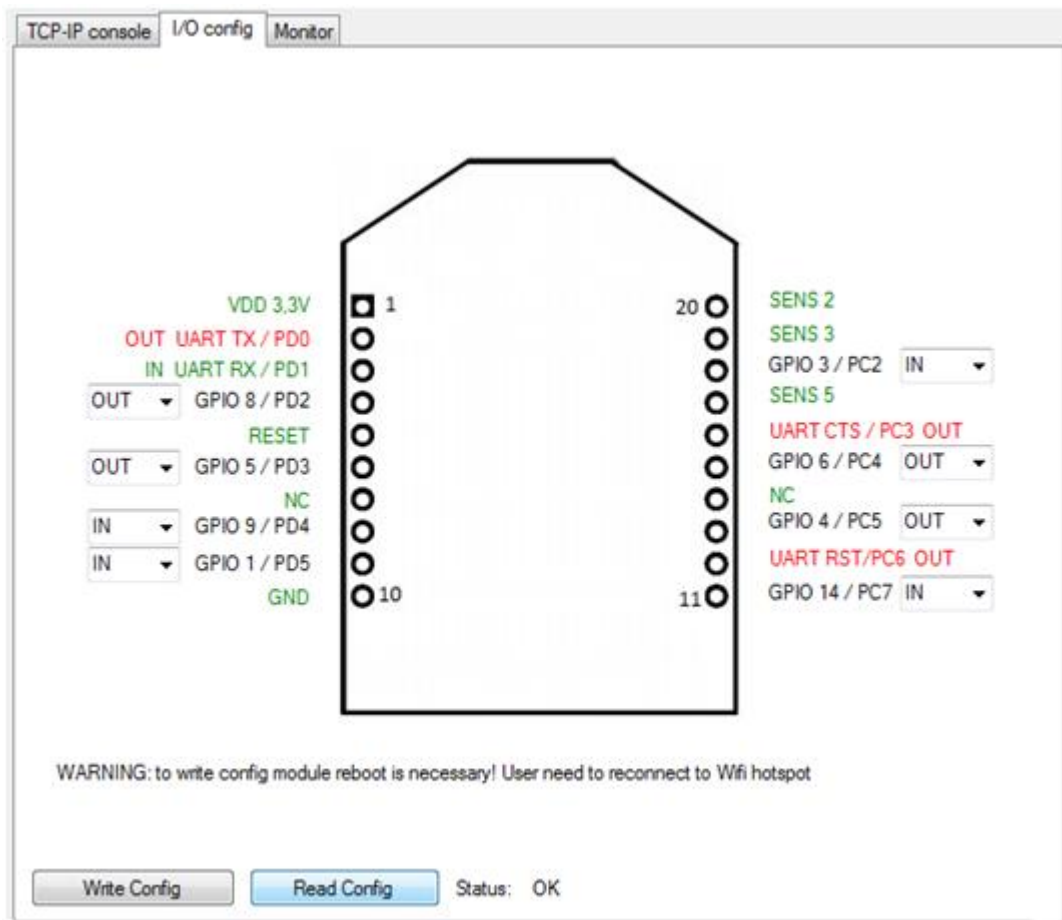 TCP-IP console I/O config Monitor
VDD 3,3V 1 20 SENS 2
OUT UART TX / PD0 SENS 3
IN UART RX / PD1 GPIO 3 / PC2 IN
OUT GPIO 8 / PD2 SENS 5
RESET UART CTS / PC3 OUT
OUT GPIO 5 / PD3 GPIO 6 / PC4 OUT
NC NC
IN GPIO 9 / PD4 GPIO 4 / PC5 OUT
IN GPIO 1 / PD5 UART RST/PC6 OUT
GND 10 11 GPIO 14 / PC7 IN
WARNING: to write config module reboot is necessary! User need to reconnect to Wifi hotspot
Write Config Read Config Status: OK